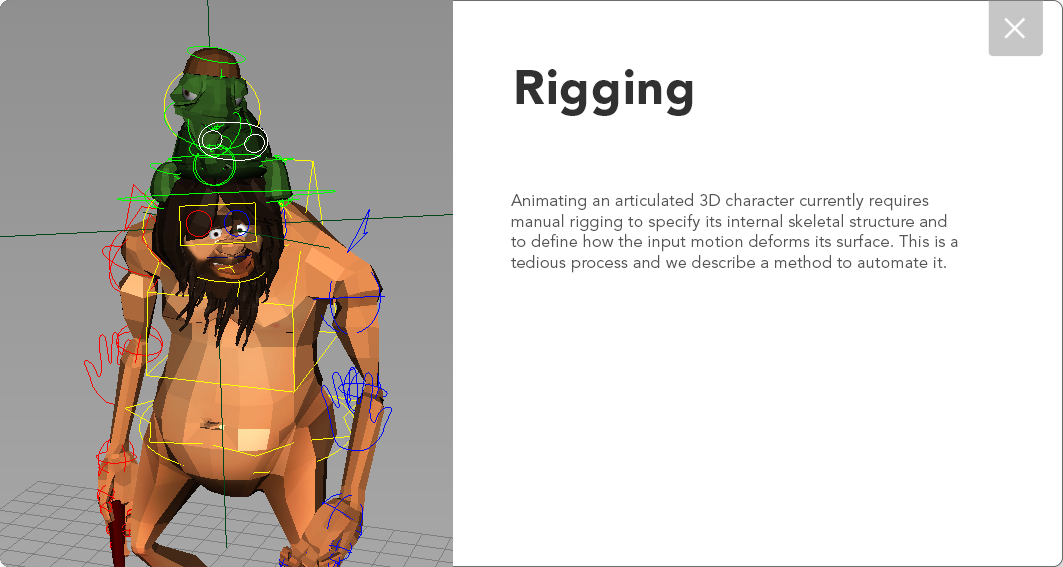 Rigging
Animating an articulated 3D character currently requires
manual rigging to specify its internal skeletal structure and
to define how the input motion deforms its surface. This is a
tedious process and we describe a method to automate it.